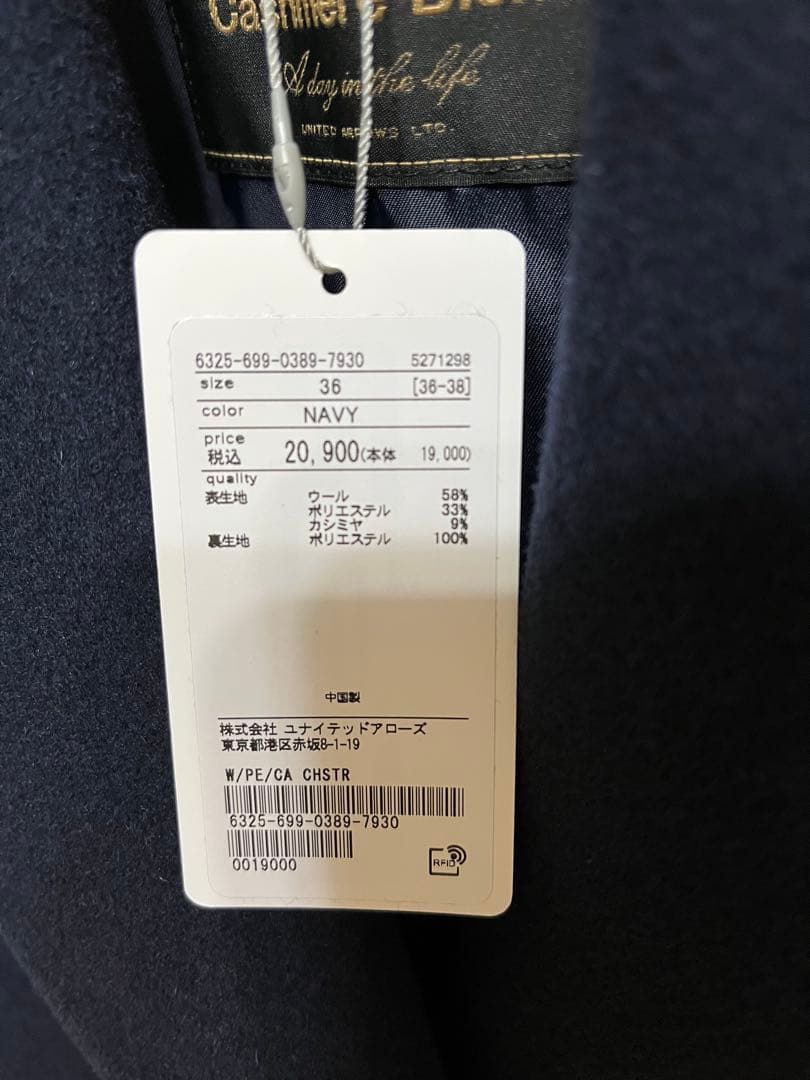 Cashmere
A day in the life
UNITED ARROWS LTD.
6325-699-0389-7930 5271298
size 36 [36-38]
color NAVY
price
税込 20,900(本体 19,000)
quality
表生地 ウール 58%
ポリエステル 33%
カシミヤ 9%
裏生地 ポリエステル 100%
中国製
株式会社 ユナイテッドアローズ
東京都港区赤坂8-1-19
W/PE/CA CHSTR
6325-699-0389-7930
0019000
RFID